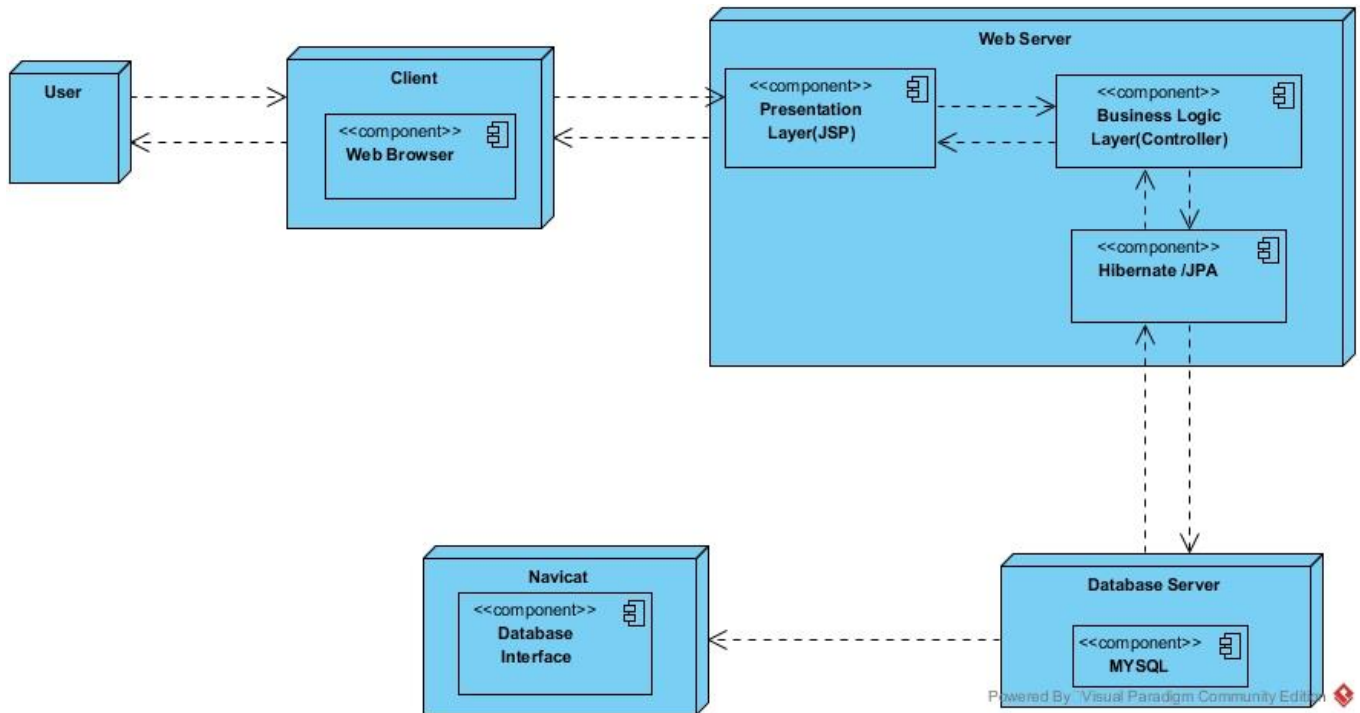 User
Client
<<component>>
Web Browser
Web Server
<<component>>
Presentation
Layer(JSP)
<<component>>
Business Logic
Layer(Controller)
<<component>>
Hibernate /JPA
Navicat
<<component>>
Database
Interface
Database Server
<<component>>
MYSQL
Powered By Visual Paradigm Community Edition